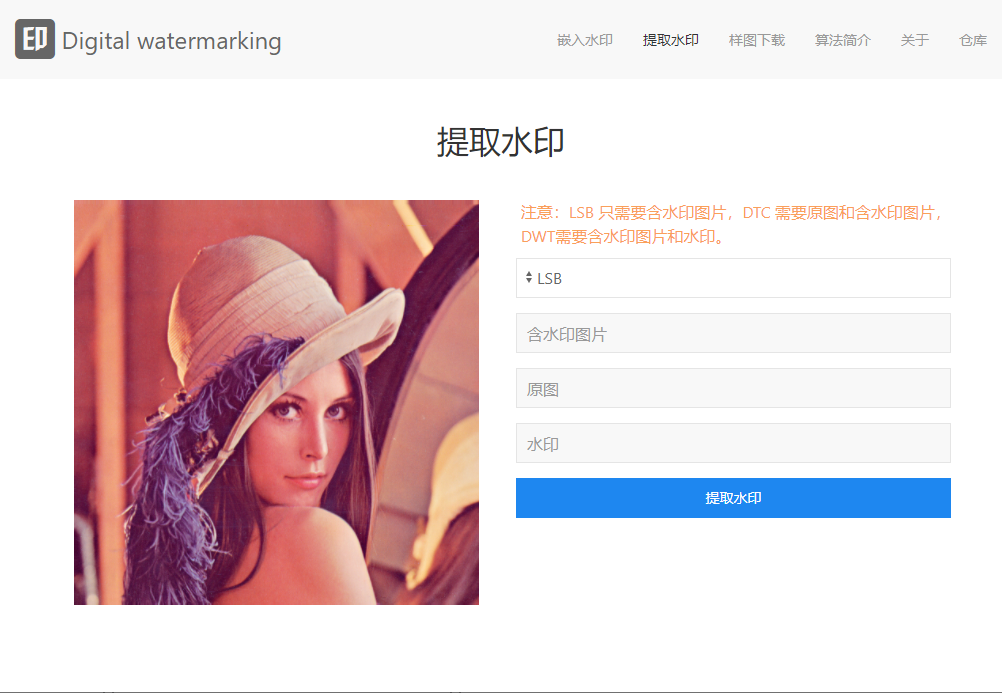 ED Digital watermarking
嵌入水印 提取水印 样图下载 算法简介 关于 仓库
提取水印
注意：LSB 只需要含水印图片，DTC 需要原图和含水印图片，
DWT需要含水印图片和水印。
LSB
含水印图片
原图
水印
提取水印